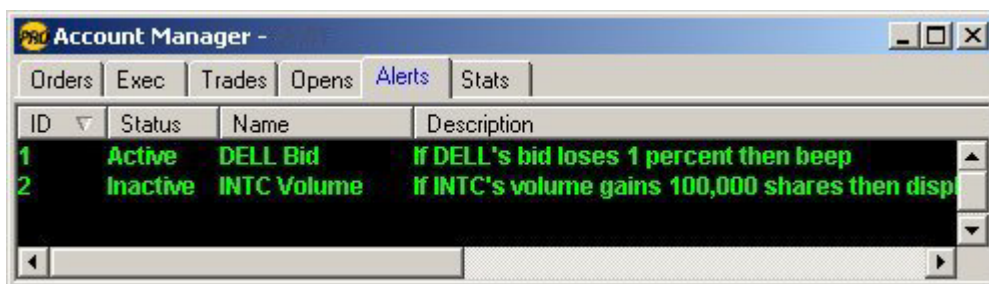 PRO Account Manager -
Orders Exec Trades Opens Alerts Stats
ID Status Name Description
1 Active DELL Bid If DELL's bid loses 1 percent then beep
2 Inactive INTC Volume If INTC's volume gains 100,000 shares then displ